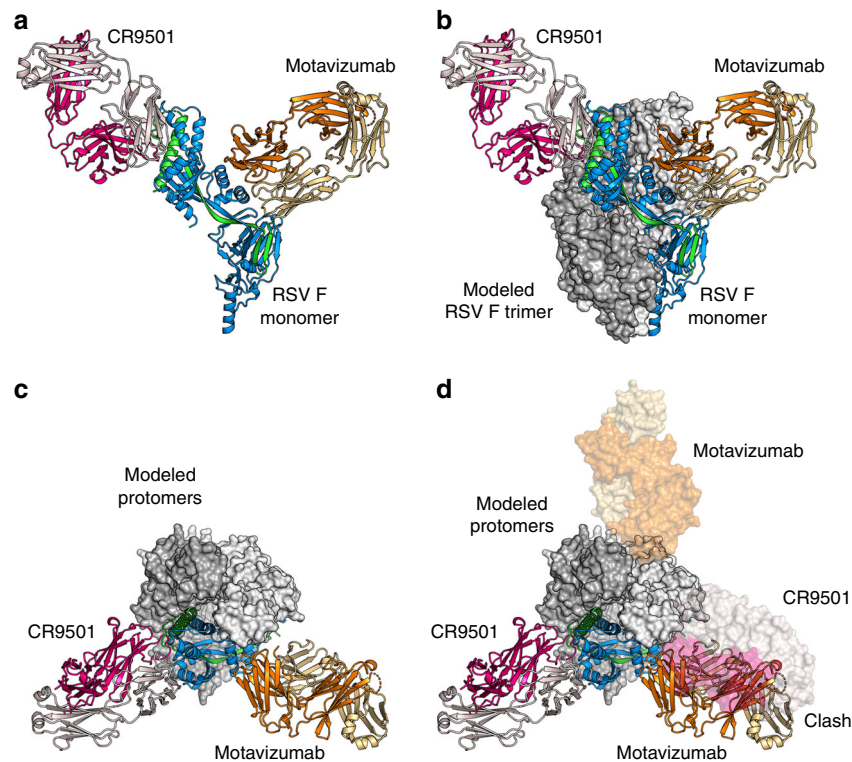 a
CR9501
Motavizumab
RSV F
monomer
b
CR9501
Motavizumab
Modeled
RSV F trimer
RSV F
monomer
c
Modeled
protomers
CR9501
Motavizumab
d
Motavizumab
Modeled
protomers
CR9501
CR9501
Clash
Motavizumab